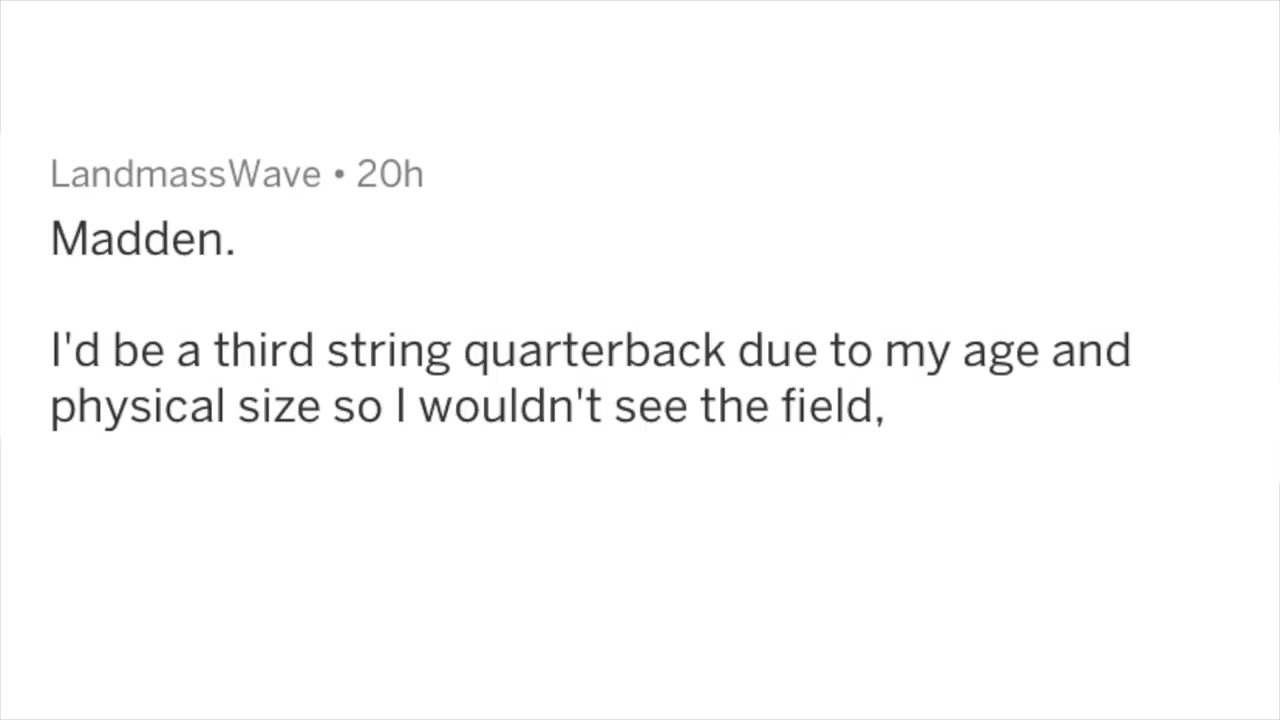 LandmassWave • 20h
Madden.
I'd be a third string quarterback due to my age and
physical size so I wouldn't see the field,